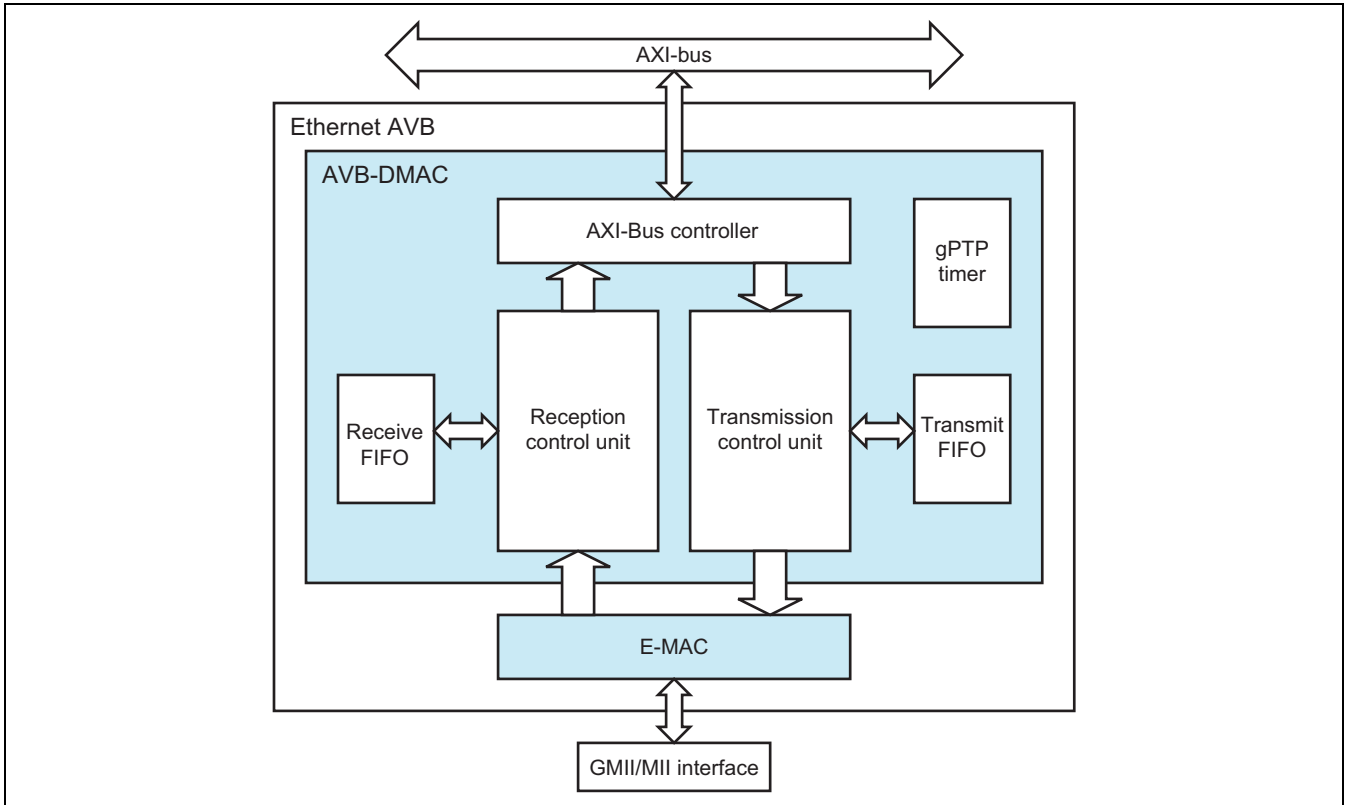 AXI-bus
Ethernet AVB
AVB-DMAC
AXI-Bus controller
gPTP
timer
Receive
FIFO
Reception
control unit
Transmission
control unit
Transmit
FIFO
E-MAC
GMII/MII interface